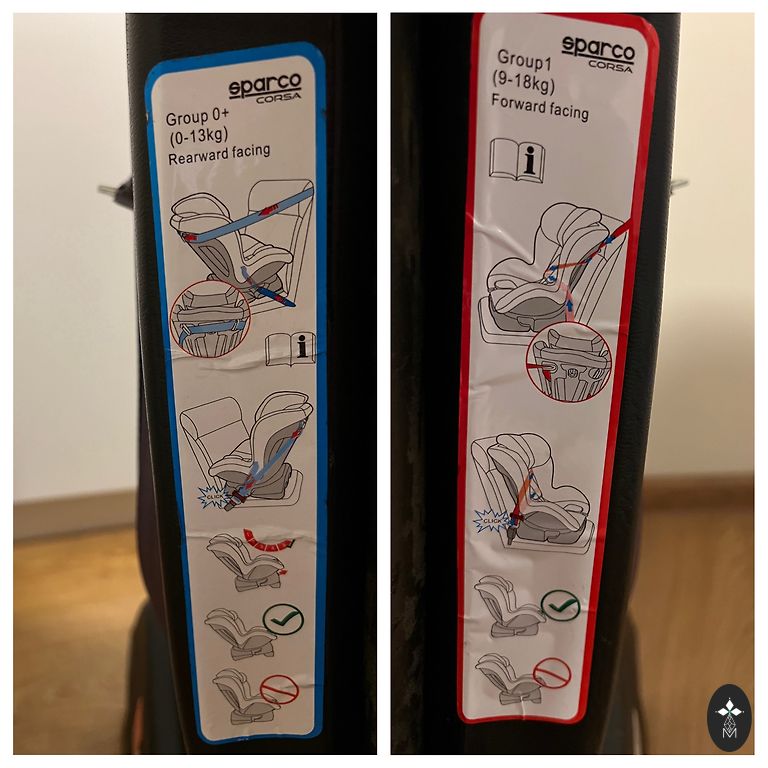 sparco
CORSA
Group 0+
(0-13kg)
Rearward facing
i
CLICK
sparco
CORSA
Group1
(9-18kg)
Forward facing
i
CLICK
M